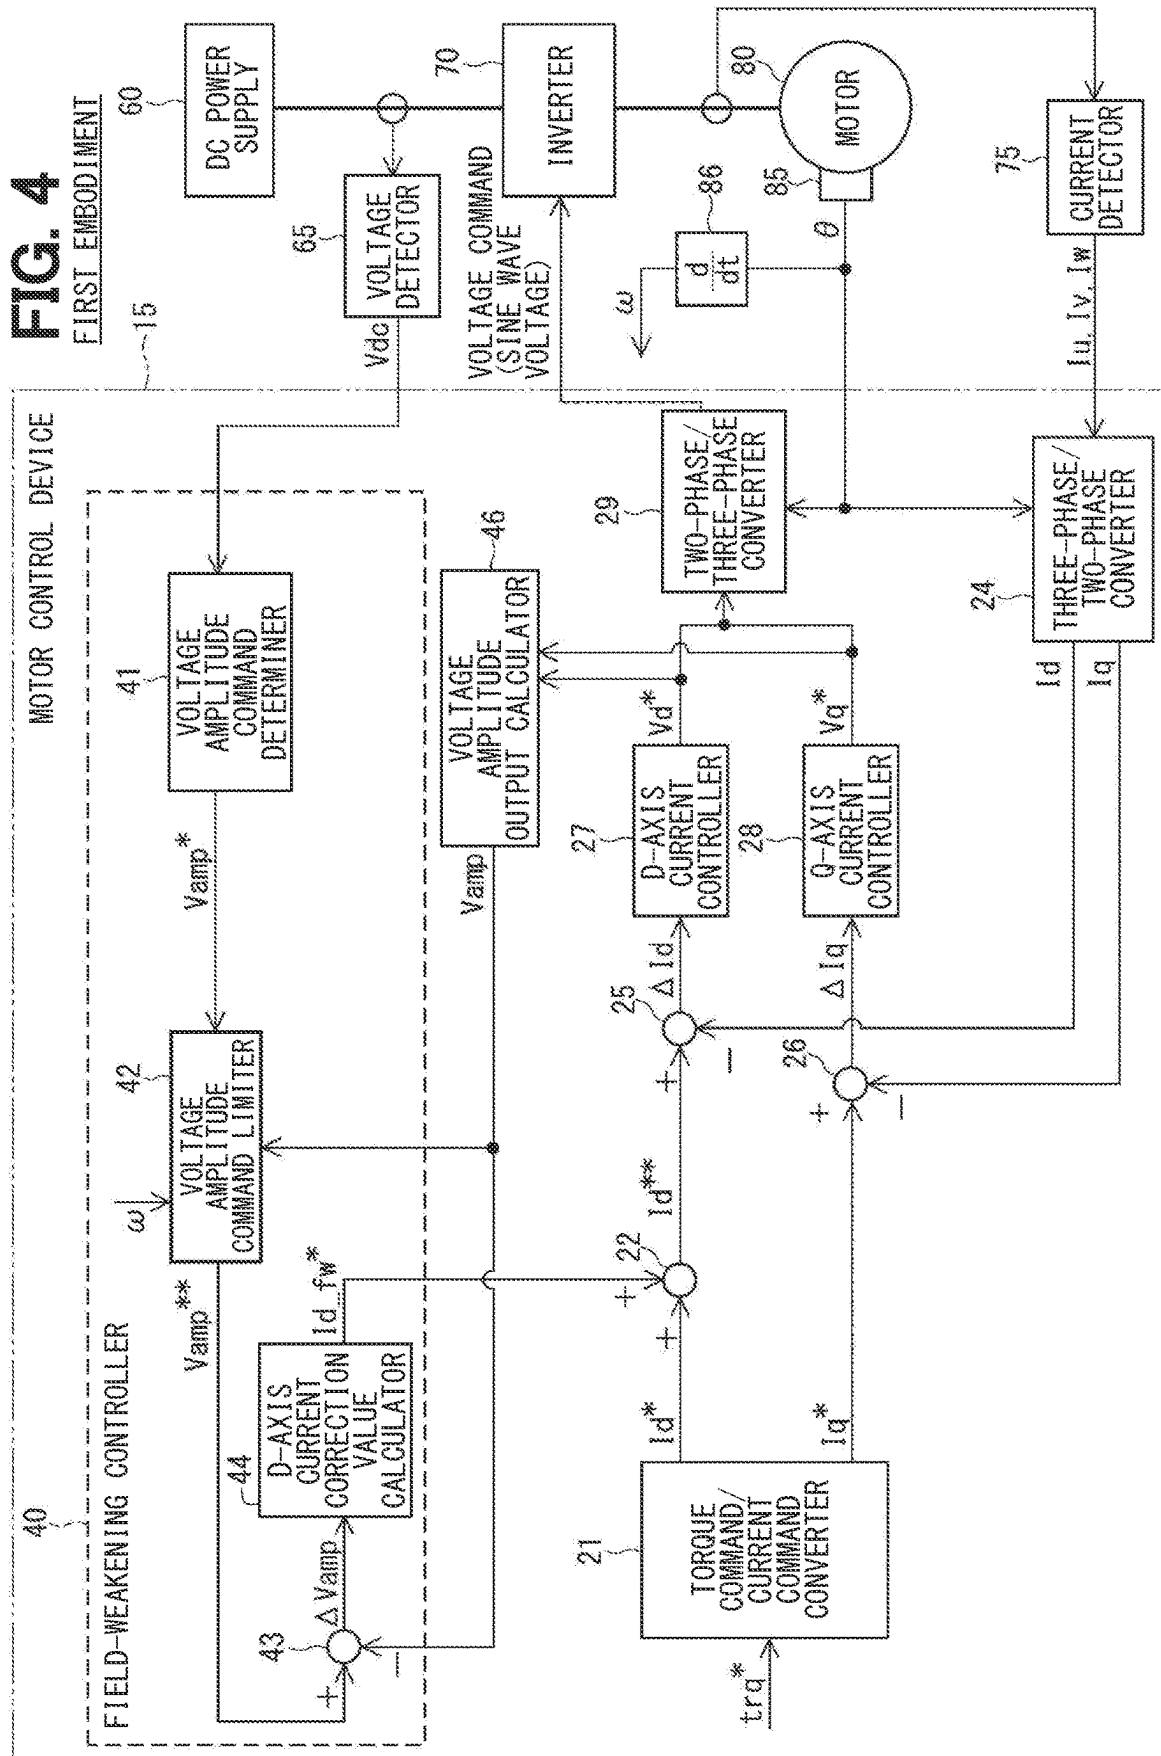 FIG. 4
FIRST EMBODIMENT
15
MOTOR CONTROL DEVICE
40
FIELD-WEAKENING CONTROLLER
Vamp**
ω
42
VOLTAGE
AMPLITUDE
COMMAND LIMITER
Vamp*
41
VOLTAGE
AMPLITUDE
COMMAND
DETERMINER
Vdc
65
VOLTAGE
DETECTOR
60
DC POWER
SUPPLY
43
+
−
ΔVamp
44
D-AXIS
CURRENT
CORRECTION
VALUE
CALCULATOR
Id_fw*
Vamp
46
VOLTAGE
AMPLITUDE
OUTPUT CALCULATOR
VOLTAGE COMMAND
(SINE WAVE
VOLTAGE)
70
INVERTER
trq*
21
TORQUE
COMMAND/
CURRENT
COMMAND
CONVERTER
Id*
+
+
22
Id**
+
−
25
ΔId
27
D-AXIS
CURRENT
CONTROLLER
Vd*
29
TWO-PHASE/
THREE-PHASE
CONVERTER
ω
86
d
dt
θ
85
80
MOTOR
Iq*
+
−
26
ΔIq
28
Q-AXIS
CURRENT
CONTROLLER
Vq*
Id
Iq
24
THREE-PHASE/
TWO-PHASE
CONVERTER
Iu, Iv, Iw
75
CURRENT
DETECTOR